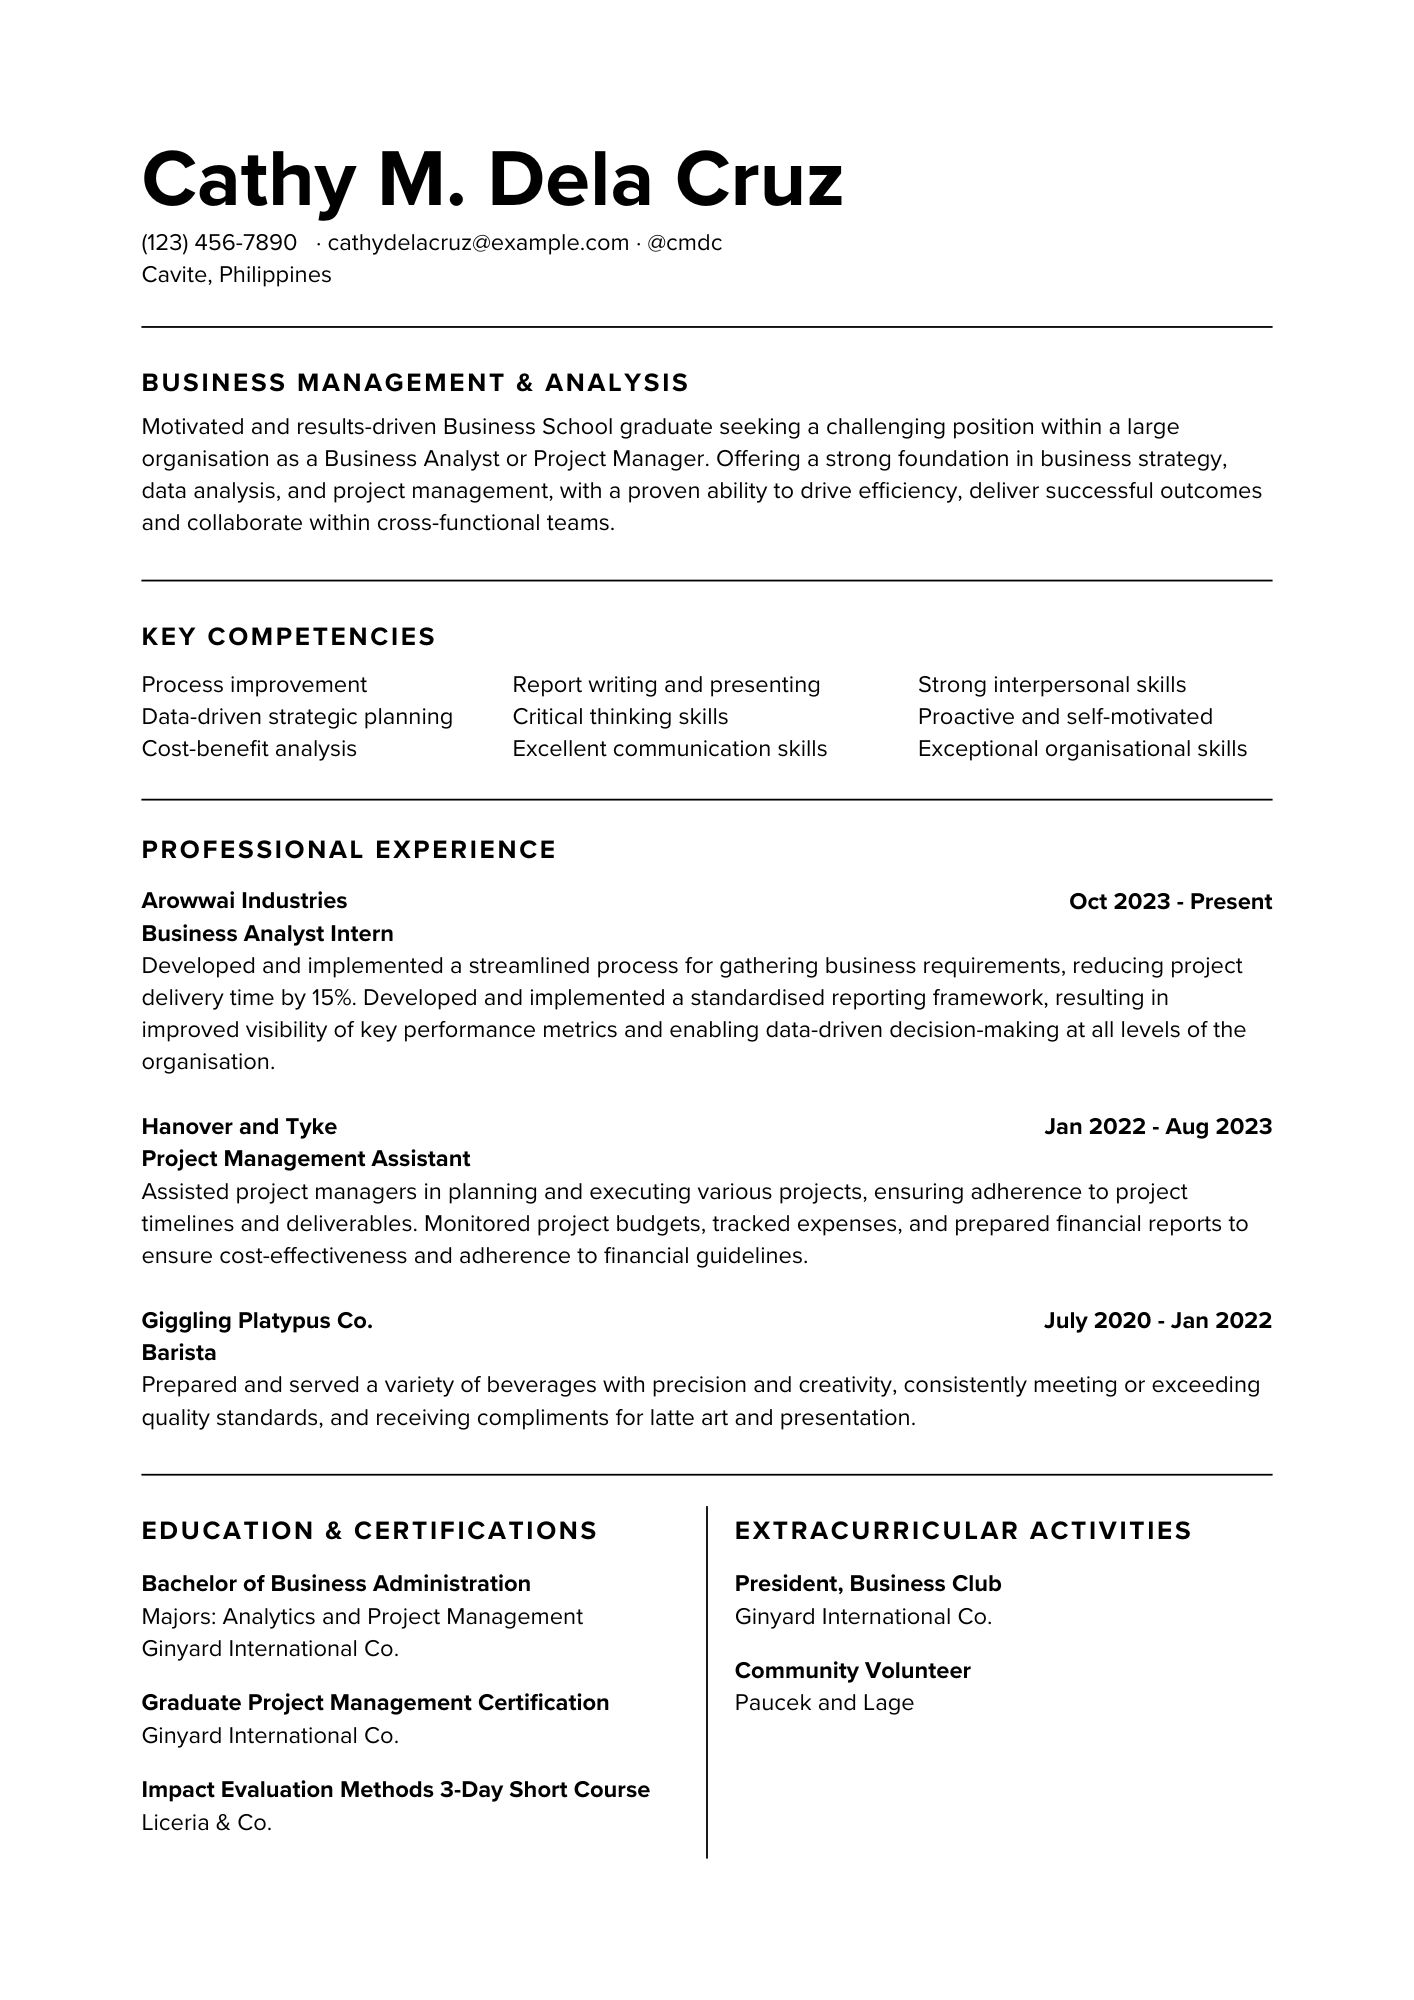 Cathy M. Dela Cruz
(123) 456-7890 · cathydelacruz@example.com · @cmdc
Cavite, Philippines
BUSINESS MANAGEMENT & ANALYSIS
Motivated and results-driven Business School graduate seeking a challenging position within a large
organisation as a Business Analyst or Project Manager. Offering a strong foundation in business strategy,
data analysis, and project management, with a proven ability to drive efficiency, deliver successful outcomes
and collaborate within cross-functional teams.
KEY COMPETENCIES
Process improvement
Data-driven strategic planning
Cost-benefit analysis
Report writing and presenting
Critical thinking skills
Excellent communication skills
Strong interpersonal skills
Proactive and self-motivated
Exceptional organisational skills
PROFESSIONAL EXPERIENCE
Arowwai Industries Oct 2023 - Present
Business Analyst Intern
Developed and implemented a streamlined process for gathering business requirements, reducing project
delivery time by 15%. Developed and implemented a standardised reporting framework, resulting in
improved visibility of key performance metrics and enabling data-driven decision-making at all levels of the
organisation.
Hanover and Tyke Jan 2022 - Aug 2023
Project Management Assistant
Assisted project managers in planning and executing various projects, ensuring adherence to project
timelines and deliverables. Monitored project budgets, tracked expenses, and prepared financial reports to
ensure cost-effectiveness and adherence to financial guidelines.
Giggling Platypus Co. July 2020 - Jan 2022
Barista
Prepared and served a variety of beverages with precision and creativity, consistently meeting or exceeding
quality standards, and receiving compliments for latte art and presentation.
EDUCATION & CERTIFICATIONS
Bachelor of Business Administration
Majors: Analytics and Project Management
Ginyard International Co.
Graduate Project Management Certification
Ginyard International Co.
Impact Evaluation Methods 3-Day Short Course
Liceria & Co.
EXTRACURRICULAR ACTIVITIES
President, Business Club
Ginyard International Co.
Community Volunteer
Paucek and Lage